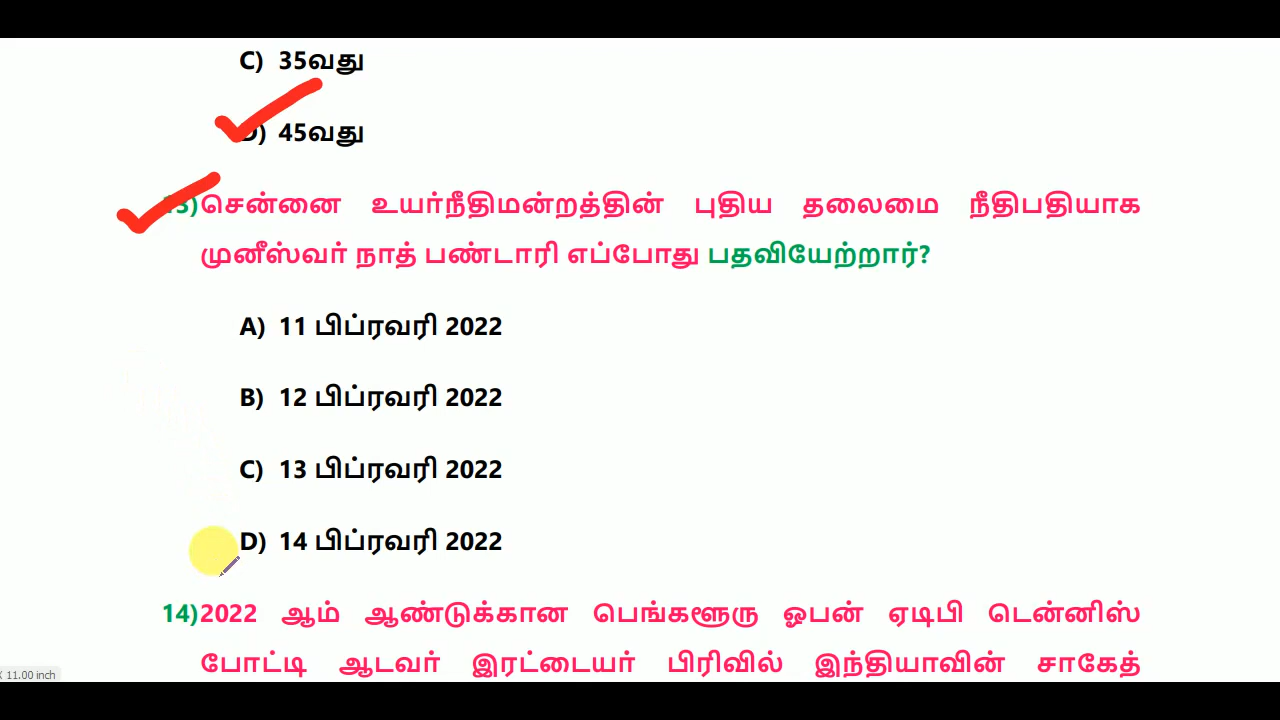 C) 35வது
D) 45வது
13)சென்னை உயர்நீதிமன்றத்தின் புதிய தலைமை நீதிபதியாக
முனீஸ்வர் நாத் பண்டாரி எப்போது பதவியேற்றார்?
A) 11 பிப்ரவரி 2022
B) 12 பிப்ரவரி 2022
C) 13 பிப்ரவரி 2022
D) 14 பிப்ரவரி 2022
14)2022 ஆம் ஆண்டுக்கான பெங்களூரு ஓபன் ஏடிபி டென்னிஸ்
போட்டி ஆடவர் இரட்டையர் பிரிவில் இந்தியாவின் சாகேத்
X 11.00 inch